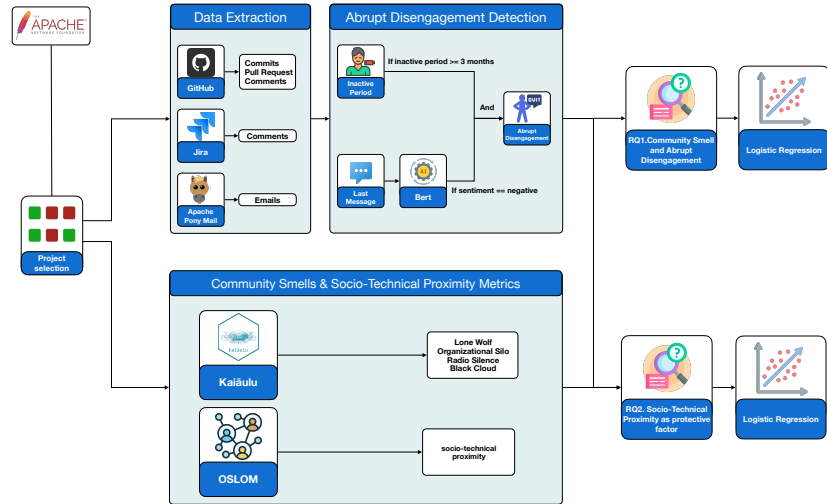 THE
APACHE
SOFTWARE FOUNDATION
Project
selection
Data Extraction
GitHub
Commits
Pull Request
Comments
Jira
Comments
Apache
Pony Mail
Emails
Abrupt Disengagement Detection
Inactive
Period
If inactive period >= 3 months
And
QUIT
Abrupt
Disengagement
Last
Message
AI
Bert
If sentiment == negative
Community Smells & Socio-Technical Proximity Metrics
Kaiāulu
Kaiāulu
Lone Wolf
Organizational Silo
Radio Silence
Black Cloud
OSLOM
socio-technical
proximity
?
RQ1.Community Smell
and Abrupt
Disengagement
Logistic Regression
?
RQ2. Socio-Technical
Proximity as protective
factor
Logistic Regression